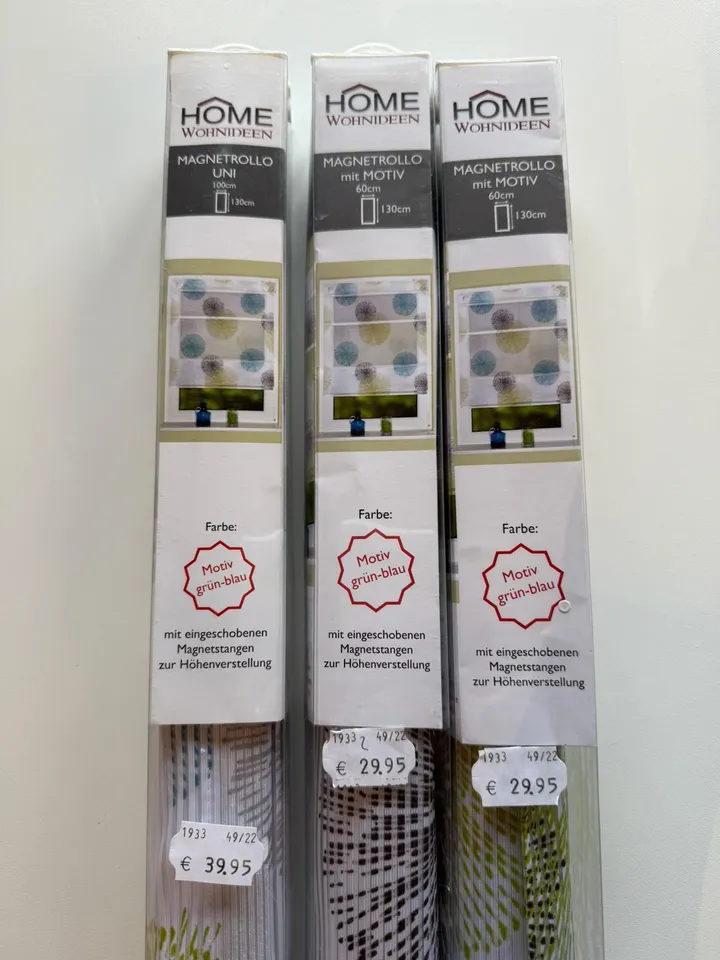 HOME
WOHNIDEEN
MAGNETROLLO
UNI
100cm
130cm
Farbe:
Motiv
grün-blau
mit eingeschobenen
Magnetstangen
zur Höhenverstellung
1933 49/22
€ 39.95
HOME
WOHNIDEEN
MAGNETROLLO
mit MOTIV
60cm
130cm
Farbe:
Motiv
grün-blau
mit eingeschobenen
Magnetstangen
zur Höhenverstellung
1933 49/22
€ 29.95
HOME
WOHNIDEEN
MAGNETROLLO
mit MOTIV
60cm
130cm
Farbe:
Motiv
grün-blau
mit eingeschobenen
Magnetstangen
zur Höhenverstellung
1933 49/22
€ 29.95